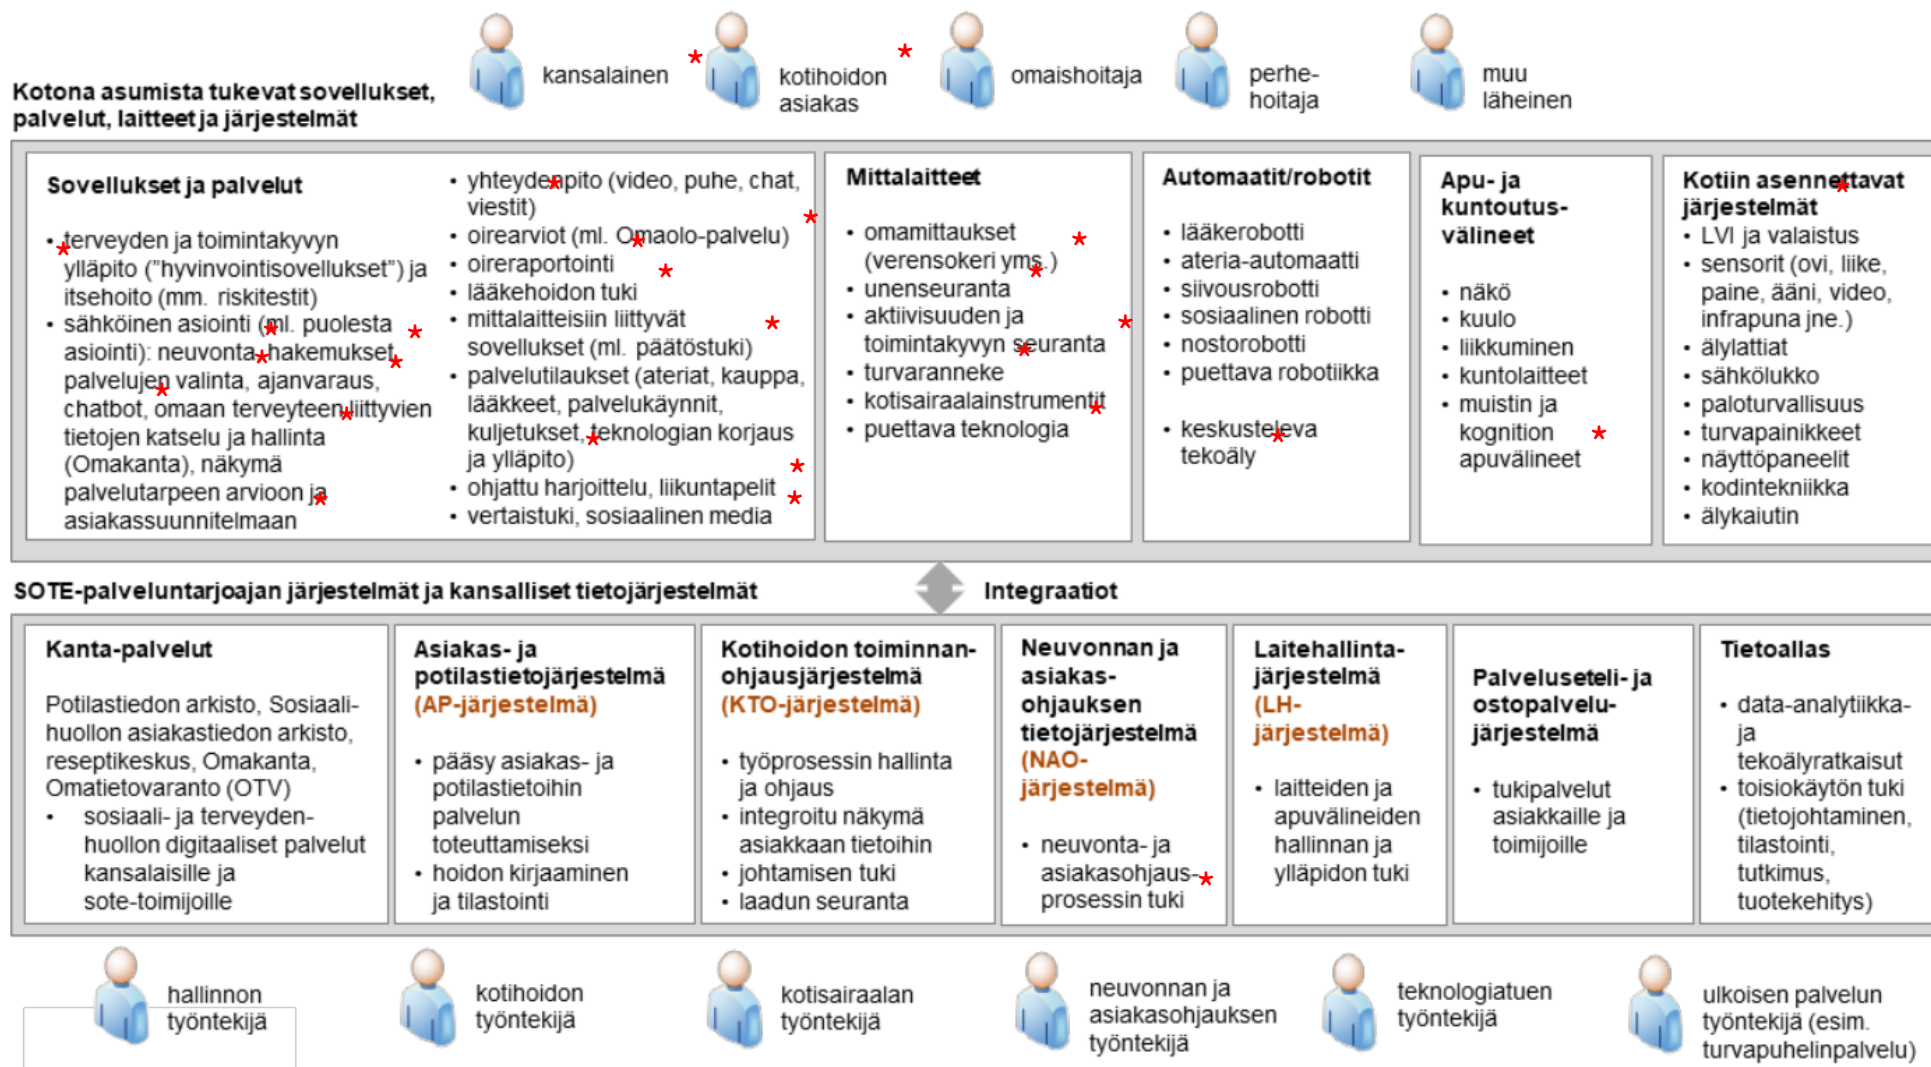 kansalainen
kotihoidon
asiakas
omaishoitaja
perhe-
hoitaja
muu
läheinen
Kotona asumista tukevat sovellukset,
palvelut, laitteet ja järjestelmät
Sovellukset ja palvelut
• terveyden ja toimintakyvyn
ylläpito (”hyvinvointisovellukset”) ja
itsehoito (mm. riskitestit)
• sähköinen asiointi (ml. puolesta
asiointi): neuvonta, hakemukset,
palvelujen valinta, ajanvaraus,
chatbot, omaan terveyteen liittyvien
tietojen katselu ja hallinta
(Omakanta), näkymä
palvelutarpeen arvioon ja
asiakassuunnitelmaan
• yhteydenpito (video, puhe, chat,
viestit)
• oirearviot (ml. Omaolo-palvelu)
• oireraportointi
• lääkehoidon tuki
• mittalaitteisiin liittyvät
sovellukset (ml. päätöstuki)
• palvelutilaukset (ateriat, kauppa,
lääkkeet, palvelukäynnit,
kuljetukset, teknologian korjaus
ja ylläpito)
• ohjattu harjoittelu, liikuntapelit
• vertaistuki, sosiaalinen media
Mittalaitteet
• omamittaukset
(verensokeri yms.)
• unenseuranta
• aktiivisuuden ja
toimintakyvyn seuranta
• turvaranneke
• kotisairaalainstrumentit
• puettava teknologia
Automaatit/robotit
• lääkerobotti
• ateria-automaatti
• siivousrobotti
• sosiaalinen robotti
• nostorobotti
• puettava robotiikka
• keskusteleva
tekoäly
Apu- ja
kuntoutus-
välineet
• näkö
• kuulo
• liikkuminen
• kuntolaitteet
• muistin ja
kognition
apuvälineet
Kotiin asennettavat
järjestelmät
• LVI ja valaistus
• sensorit (ovi, liike,
paine, ääni, video,
infrapuna jne.)
• älylattiat
• sähkölukko
• paloturvallisuus
• turvapainikkeet
• näyttöpaneelit
• kodintekniikka
• älykaiutin
SOTE-palveluntarjoajan järjestelmät ja kansalliset tietojärjestelmät
Integraatiot
Kanta-palvelut
Potilastiedon arkisto, Sosiaali-
huollon asiakastiedon arkisto,
reseptikeskus, Omakanta,
Omatietovaranto (OTV)
• sosiaali- ja terveyden-
huollon digitaaliset palvelut
kansalaisille ja
sote-toimijoille
Asiakas- ja
potilastietojärjestelmä
(AP-järjestelmä)
• pääsy asiakas- ja
potilastietoihin
palvelun
toteuttamiseksi
• hoidon kirjaaminen
ja tilastointi
Kotihoidon toiminnan-
ohjausjärjestelmä
(KTO-järjestelmä)
• työprosessin hallinta
ja ohjaus
• integroitu näkymä
asiakkaan tietoihin
• johtamisen tuki
• laadun seuranta
Neuvonnan ja
asiakas-
ohjauksen
tietojärjestelmä
(NAO-
järjestelmä)
• neuvonta- ja
asiakasohjaus-
prosessin tuki
Laitehallinta-
järjestelmä
(LH-
järjestelmä)
• laitteiden ja
apuvälineiden
hallinnan ja
ylläpidon tuki
Palveluseteli- ja
ostopalvelu-
järjestelmä
• tukipalvelut
asiakkaille ja
toimijoille
Tietoallas
• data-analytiikka-
ja
tekoälyratkaisut
• toisiokäytön tuki
(tietojohtaminen,
tilastointi,
tutkimus,
tuotekehitys)
hallinnon
työntekijä
kotihoidon
työntekijä
kotisairaalan
työntekijä
neuvonnan ja
asiakasohjauksen
työntekijä
teknologiatuen
työntekijä
ulkoisen palvelun
työntekijä (esim.
turvapuhelinpalvelu)